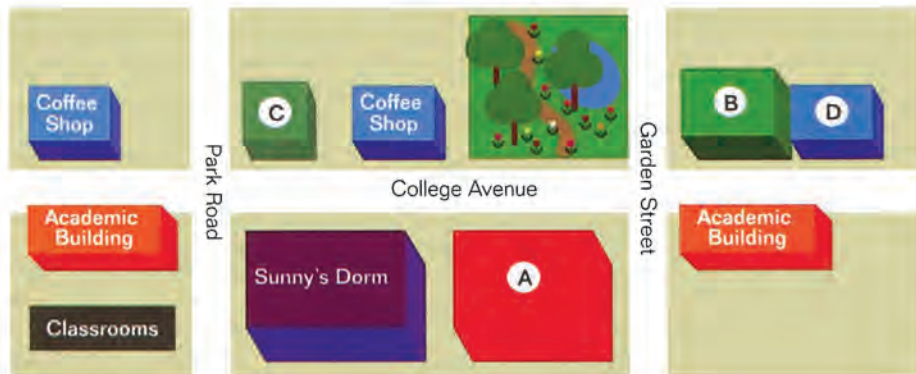 Coffee
Shop
C
Coffee
Shop
B
D
Park Road
College Avenue
Garden Street
Academic
Building
Sunny's Dorm
A
Academic
Building
Classrooms